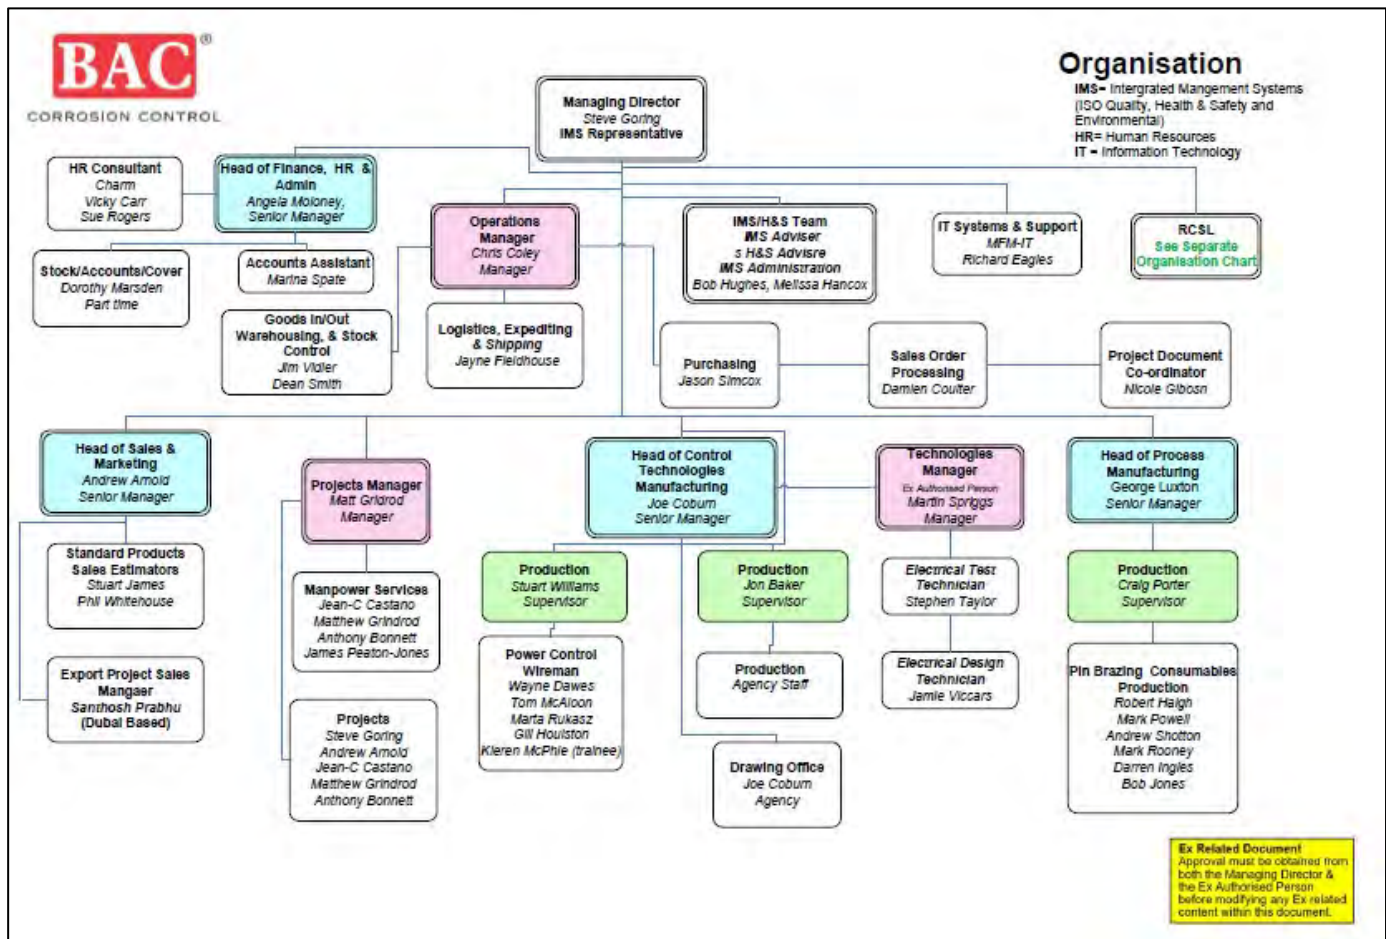 BAC®
CORROSION CONTROL
Organisation
IMS= Intergrated Mangement Systems
(ISO Quality, Health & Safety and
Environmental)
HR= Human Resources
IT = Information Technology
Managing Director
Steve Goring
IMS Representative
HR Consultant
Charm
Vicky Carr
Sue Rogers
Head of Finance, HR &
Admin
Angela Moloney,
Senior Manager
Operations
Manager
Chris Coley
Manager
IMS/H&S Team
IMS Adviser
s H&S Advisre
IMS Administration
Bob Hughes, Melissa Hancox
IT Systems & Support
MFM-IT
Richard Eagles
RCSL
See Separate
Organisation Chart
Stock/Accounts/Cover
Dorothy Marsden
Part time
Accounts Assistant
Marina Spate
Goods In/Out
Warehousing, & Stock
Control
Jim Vidler
Dean Smith
Logistics, Expediting
& Shipping
Jayne Fieldhouse
Purchasing
Jason Simcox
Sales Order
Processing
Damien Coulter
Project Document
Co-ordinator
Nicole Gibosn
Head of Sales &
Marketing
Andrew Arnold
Senior Manager
Projects Manager
Matt Gridrod
Manager
Head of Control
Technologies
Manufacturing
Joe Coburn
Senior Manager
Technologies
Manager
Ex Authorised Person
Martin Spriggs
Manager
Head of Process
Manufacturing
George Luxton
Senior Manager
Standard Products
Sales Estimators
Stuart James
Phil Whitehouse
Manpower Services
Jean-C Castano
Matthew Grindrod
Anthony Bonnett
James Peaton-Jones
Production
Stuart Williams
Supervisor
Production
Jon Baker
Supervisor
Electrical Test
Technician
Stephen Taylor
Production
Craig Porter
Supervisor
Export Project Sales
Mangaer
Santhosh Prabhu
(Dubai Based)
Projects
Steve Goring
Andrew Arnold
Jean-C Castano
Matthew Grindrod
Anthony Bonnett
Power Control
Wireman
Wayne Dawes
Tom McAloon
Marta Rukasz
Gill Houlston
Kieren McPhie (trainee)
Production
Agency Staff
Electrical Design
Technician
Jamie Viccars
Pin Brazing Consumables
Production
Robert Haigh
Mark Powell
Andrew Shotton
Mark Rooney
Darren Ingles
Bob Jones
Drawing Office
Joe Coburn
Agency
Ex Related Document
Approval must be obtained from
both the Managing Director &
the Ex Authorised Person
before modifying any Ex related
content within this document.